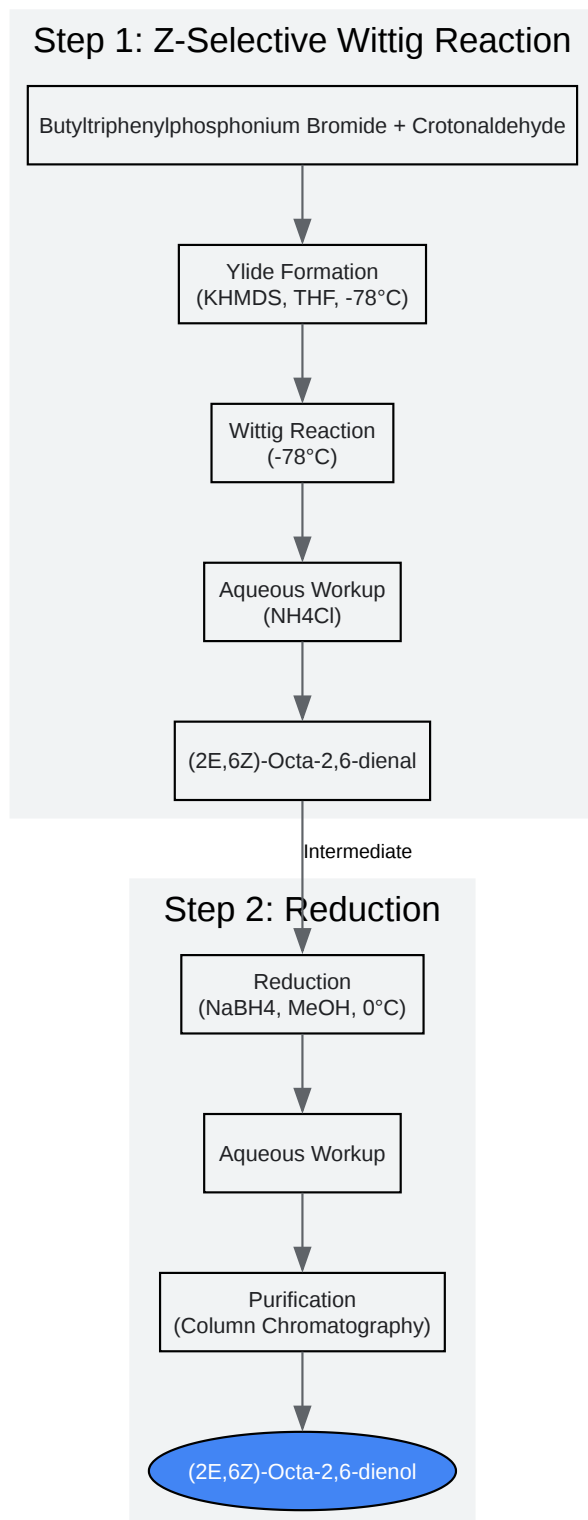 Step 1: Z-Selective Wittig Reaction
Butyltriphenylphosphonium Bromide + Crotonaldehyde
Ylide Formation
(KHMDS, THF, -78°C)
Wittig Reaction
(-78°C)
Aqueous Workup
(NH4Cl)
(2E,6Z)-Octa-2,6-dienal
Intermediate
Step 2: Reduction
Reduction
(NaBH4, MeOH, 0°C)
Aqueous Workup
Purification
(Column Chromatography)
(2E,6Z)-Octa-2,6-dienol